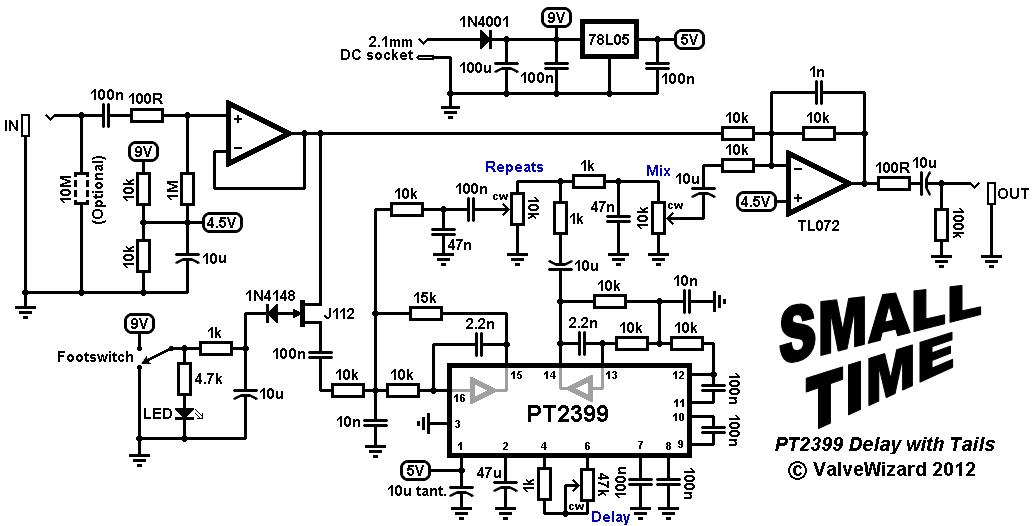 1N4001
9V
78L05
5V
2.1mm
DC socket
100u
100n
100n
1n
100n
100R
10k
10k
IN
+
−
9V
Repeats
1k
Mix
10k
10u
−
100R
10u
10M
(Optional)
10k
1M
10k
100n
cw
10k
1k
47n
10k
cw
4.5V
+
OUT
4.5V
TL072
100k
10k
10u
47n
10u
1N4148
15k
10k
10n
9V
J112
2.2n
2.2n
10k
10k
SMALL
TIME
Footswitch
1k
100n
10k
10k
15
14
13
12
100n
4.7k
10u
16
11
LED
10n
3
PT2399
10
100n
9
PT2399 Delay with Tails
1
2
4
6
7
8
5V
47u
1k
47k
100u
100n
© ValveWizard 2012
10u tant.
cw
Delay